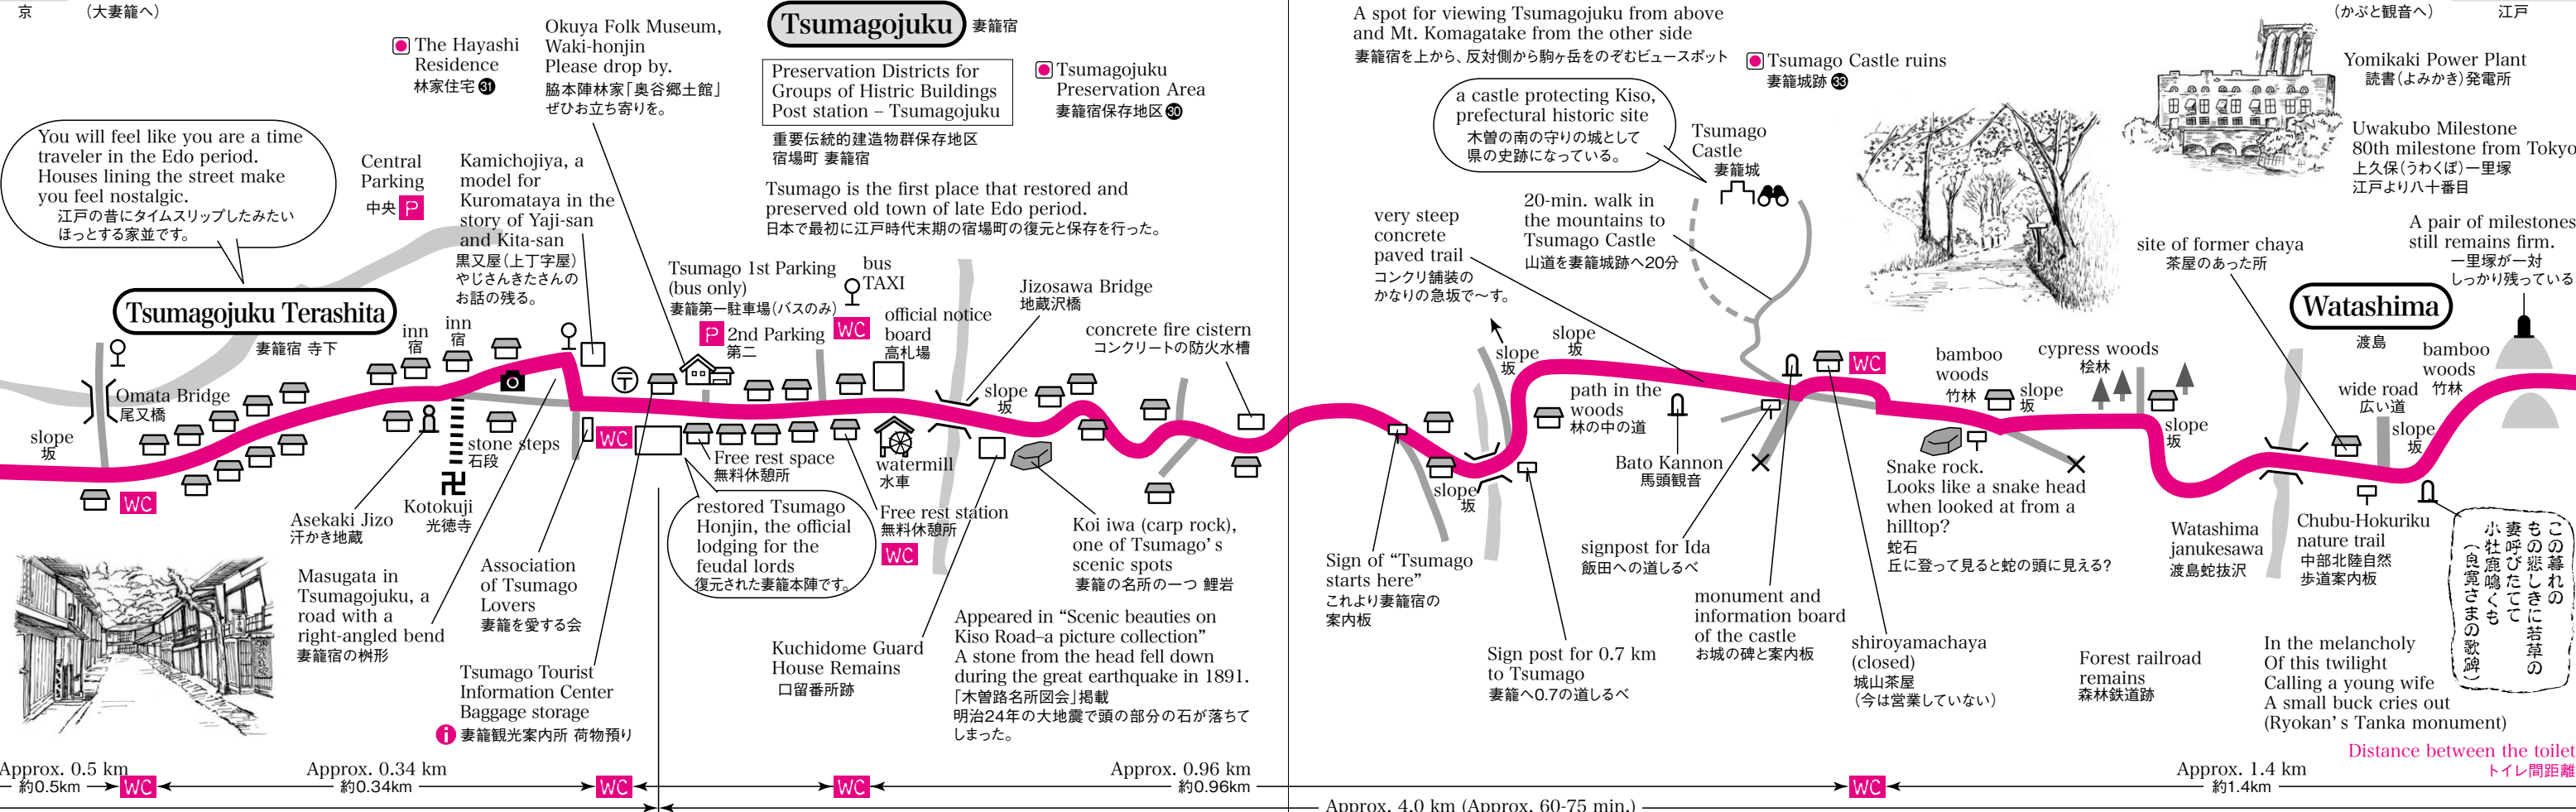 京
（大妻籠へ）
The Hayashi
Residence
林家住宅 31
Okuya Folk Museum,
Waki-honjin
Please drop by.
脇本陣林家「奥谷郷土館」
ぜひお立ち寄りを。
Tsumagojuku 妻籠宿
Preservation Districts for
Groups of Histric Buildings
Post station – Tsumagojuku
重要伝統的建造物群保存地区
宿場町 妻籠宿
Tsumagojuku
Preservation Area
妻籠宿保存地区 30
Tsumago is the first place that restored and
preserved old town of late Edo period.
日本で最初に江戸時代末期の宿場町の復元と保存を行った。
You will feel like you are a time
traveler in the Edo period.
Houses lining the street make
you feel nostalgic.
江戸の昔にタイムスリップしたみたい
ほっとする家並です。
Central
Parking
中央 P
Kamichojiya, a
model for
Kuromataya in the
story of Yaji-san
and Kita-san
黒又屋（上丁字屋）
やじさんきたさんの
お話の残る。
Tsumagojuku Terashita
妻籠宿 寺下
inn
宿
inn
宿
Tsumago 1st Parking
(bus only)
妻籠第一駐車場（バスのみ）
P 2nd Parking
第二
bus
TAXI
WC
official notice
board
高札場
Jizosawa Bridge
地蔵沢橋
concrete fire cistern
コンクリートの防火水槽
Omata Bridge
尾又橋
slope
坂
WC
stone steps
石段
Kotokuji
光徳寺
Asekaki Jizo
汗かき地蔵
Masugata in
Tsumagojuku, a
road with a
right-angled bend
妻籠宿の桝形
WC
Association
of Tsumago
Lovers
妻籠を愛する会
Tsumago Tourist
Information Center
Baggage storage
i 妻籠観光案内所 荷物預り
Free rest space
無料休憩所
restored Tsumago
Honjin, the official
lodging for the
feudal lords
復元された妻籠本陣です。
watermill
水車
Free rest station
無料休憩所
WC
slope
坂
Kuchidome Guard
House Remains
口留番所跡
Koi iwa (carp rock),
one of Tsumago’s
scenic spots
妻籠の名所の一つ 鯉岩
Appeared in “Scenic beauties on
Kiso Road–a picture collection”
A stone from the head fell down
during the great earthquake in 1891.
「木曽路名所図会」掲載
明治24年の大地震で頭の部分の石が落ちて
しまった。
A spot for viewing Tsumagojuku from above
and Mt. Komagatake from the other side
妻籠宿を上から、反対側から駒ヶ岳をのぞむビュースポット
Tsumago Castle ruins
妻籠城跡 33
a castle protecting Kiso,
prefectural historic site
木曽の南の守りの城として
県の史跡になっている。
Tsumago
Castle
妻籠城
very steep
concrete
paved trail
コンクリ舗装の
かなりの急坂で〜す。
20-min. walk in
the mountains to
Tsumago Castle
山道を妻籠城跡へ20分
slope
坂
slope
坂
path in the
woods
林の中の道
slope
坂
Bato Kannon
馬頭観音
Sign of “Tsumago
starts here”
これより妻籠宿の
案内板
Sign post for 0.7 km
to Tsumago
妻籠へ0.7の道しるべ
signpost for Ida
飯田への道しるべ
monument and
information board
of the castle
お城の碑と案内板
WC
shiroyamachaya
(closed)
城山茶屋
（今は営業していない）
（かぶと観音へ）
江戸
Yomikaki Power Plant
読書（よみかき）発電所
Uwakubo Milestone
80th milestone from Tokyo
上久保（うわくぼ）一里塚
江戸より八十番目
A pair of milestones
still remains firm.
一里塚が一対
しっかり残っている
site of former chaya
茶屋のあった所
Watashima
渡島
bamboo
woods
竹林
slope
坂
cypress woods
桧林
slope
坂
wide road
広い道
slope
坂
bamboo
woods
竹林
Snake rock.
Looks like a snake head
when looked at from a
hilltop?
蛇石
丘に登って見ると蛇の頭に見える?
Watashima
janukesawa
渡島蛇抜沢
Chubu-Hokuriku
nature trail
中部北陸自然
歩道案内板
Forest railroad
remains
森林鉄道跡
この暮れの
もの悲しきに若草の
妻呼びたてて
小牡鹿鳴くも
（良寛さまの歌碑）
In the melancholy
Of this twilight
Calling a young wife
A small buck cries out
(Ryokan’s Tanka monument)
Distance between the toilet
トイレ間距離
Approx. 0.5 km
約0.5km
WC
Approx. 0.34 km
約0.34km
WC
WC
Approx. 0.96 km
約0.96km
WC
Approx. 1.4 km
約1.4km
Approx. 4.0 km (Approx. 60-75 min.)